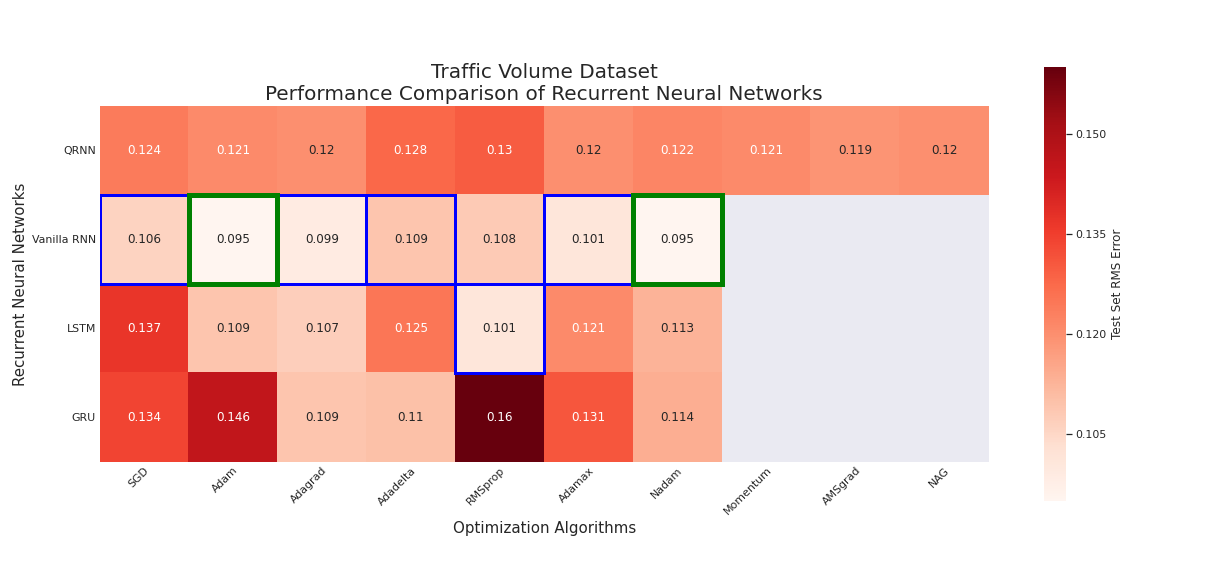 Traffic Volume Dataset
Performance Comparison of Recurrent Neural Networks
Recurrent Neural Networks
QRNN 0.124 0.121 0.12 0.128 0.13 0.12 0.122 0.121 0.119 0.12
Vanilla RNN 0.106 0.095 0.099 0.109 0.108 0.101 0.095
LSTM 0.137 0.109 0.107 0.125 0.101 0.121 0.113
GRU 0.134 0.146 0.109 0.11 0.16 0.131 0.114
SGD Adam Adagrad Adadelta RMSprop Adamax Nadam Momentum AMSgrad NAG
Optimization Algorithms
0.150
0.135
0.120
0.105
Test Set RMS Error